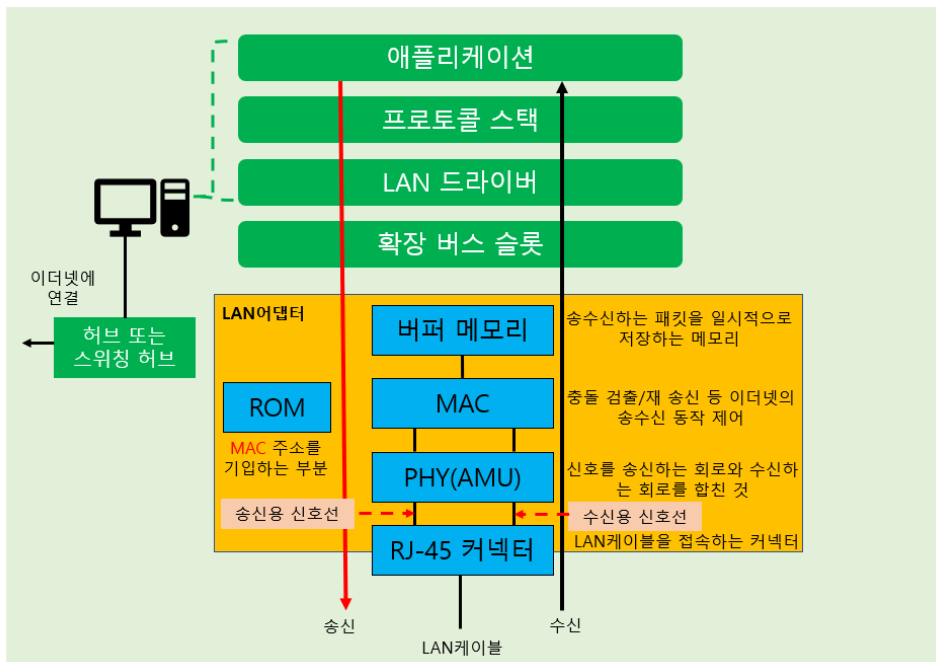 애플리케이션
프로토콜 스택
LAN 드라이버
확장 버스 슬롯
이더넷에
연결
허브 또는
스위칭 허브
LAN어댑터
버퍼 메모리
송수신하는 패킷을 일시적으로
저장하는 메모리
ROM
MAC 주소를
기입하는 부분
MAC
충돌 검출/재 송신 등 이더넷의
송수신 동작 제어
PHY(AMU)
신호를 송신하는 회로와 수신하
는 회로를 합친 것
송신용 신호선
수신용 신호선
RJ-45 커넥터
LAN케이블을 접속하는 커넥터
송신
LAN케이블
수신